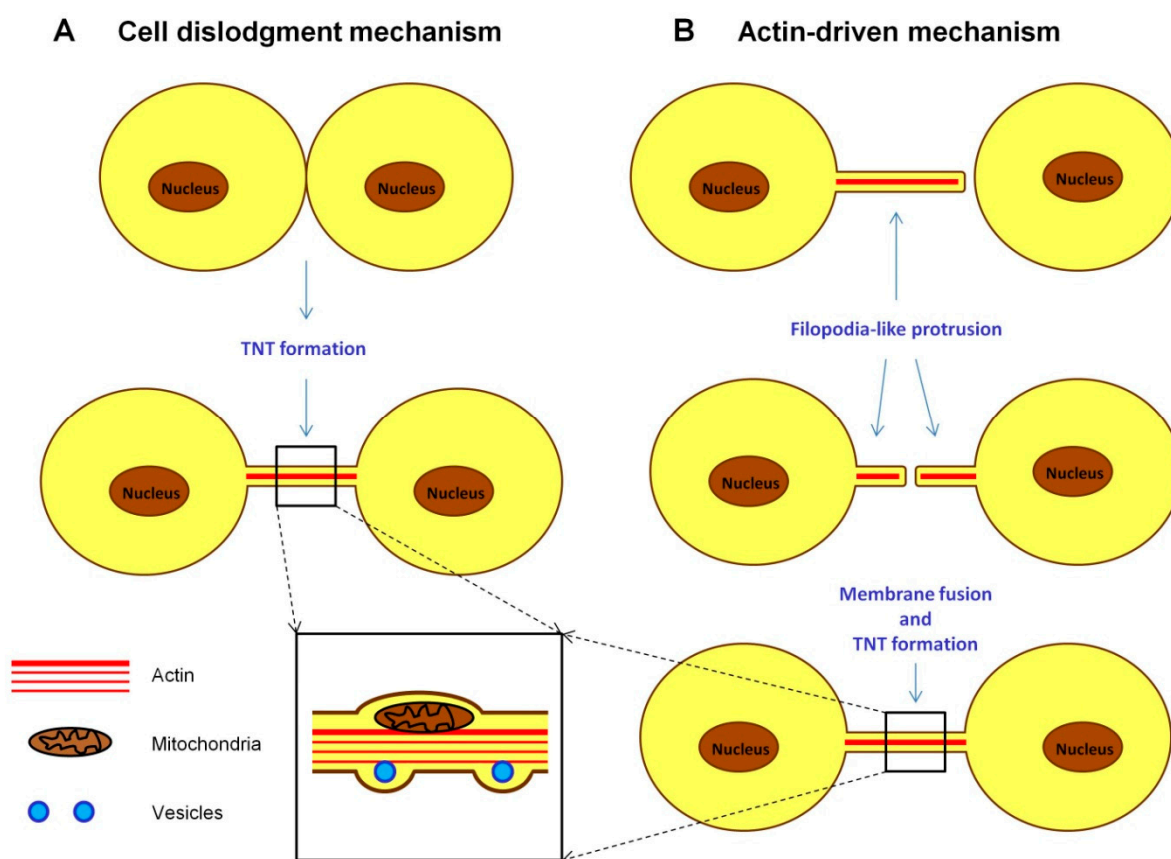 A Cell dislodgment mechanism
Nucleus Nucleus
TNT formation
Nucleus Nucleus
Actin
Mitochondria
Vesicles
B Actin-driven mechanism
Nucleus Nucleus
Filopodia-like protrusion
Nucleus Nucleus
Membrane fusion
and
TNT formation
Nucleus Nucleus